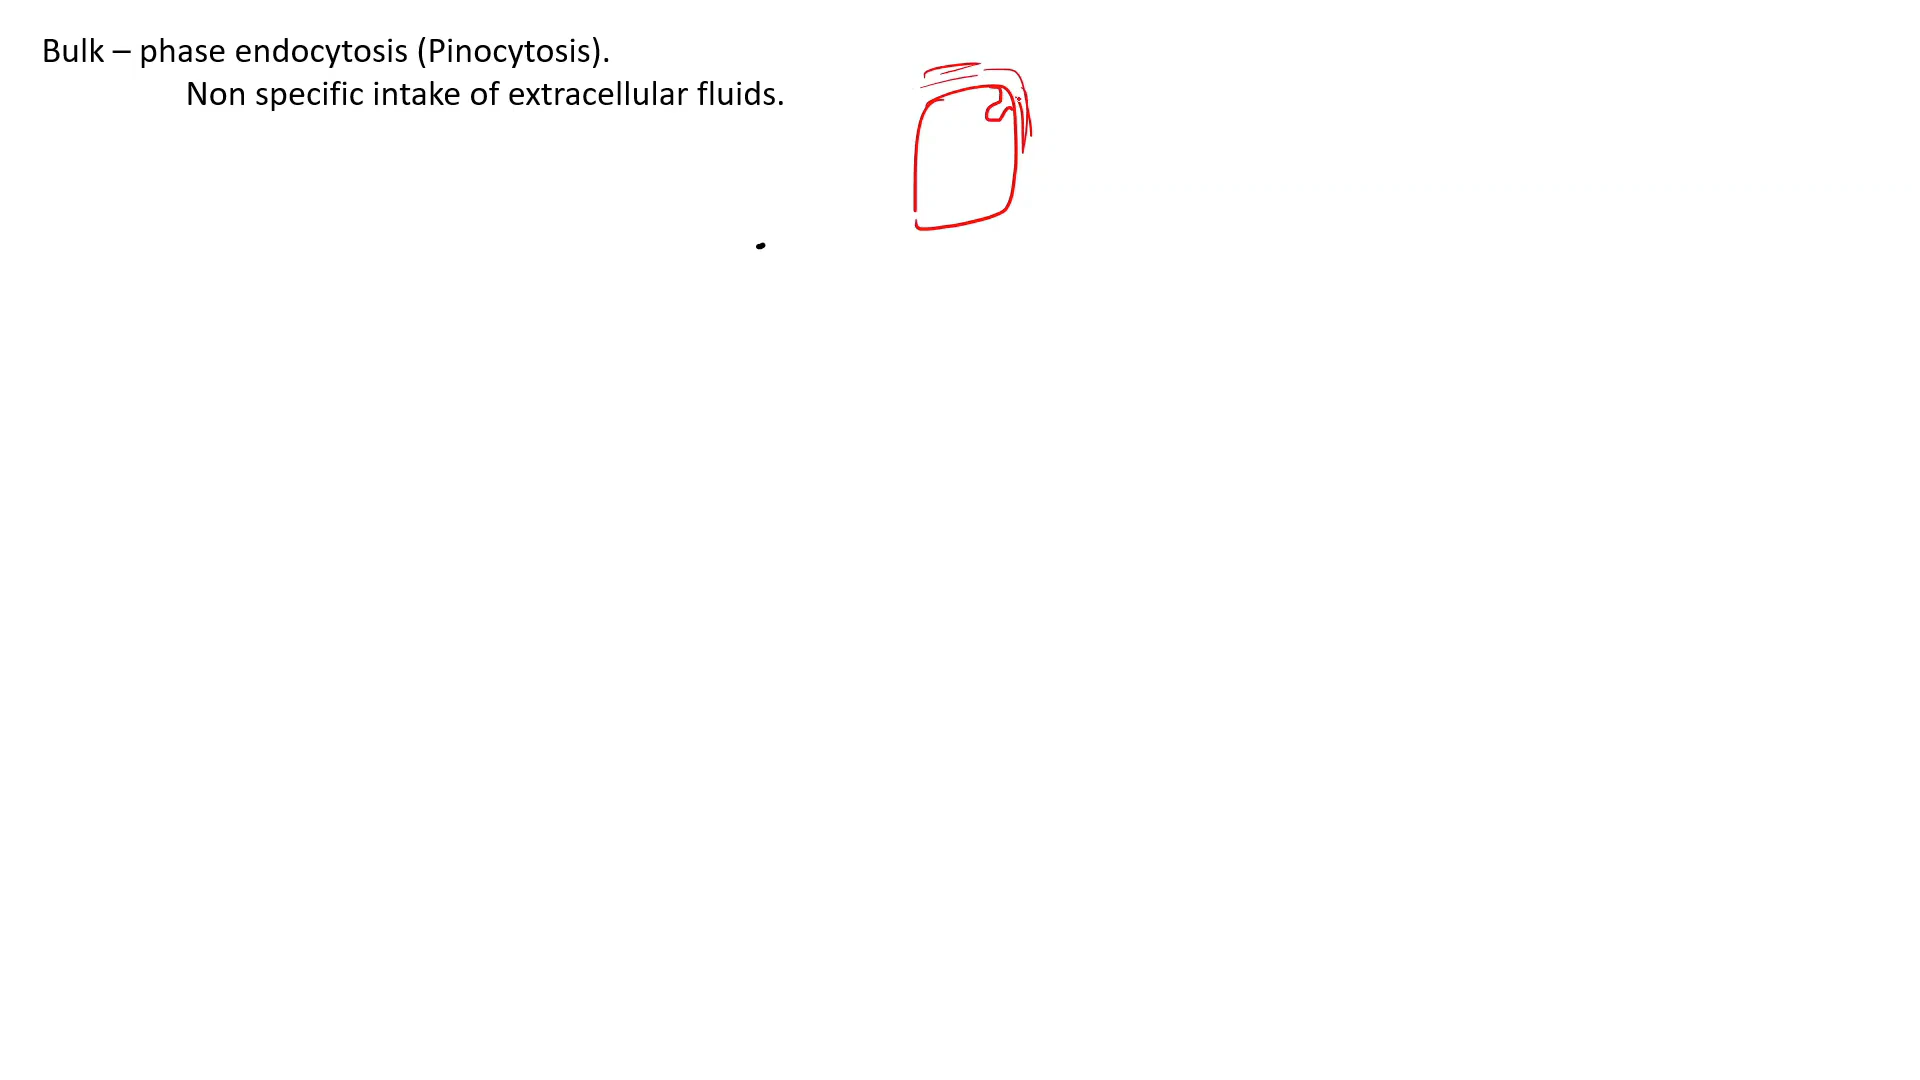 Bulk – phase endocytosis (Pinocytosis).
Non specific intake of extracellular fluids.